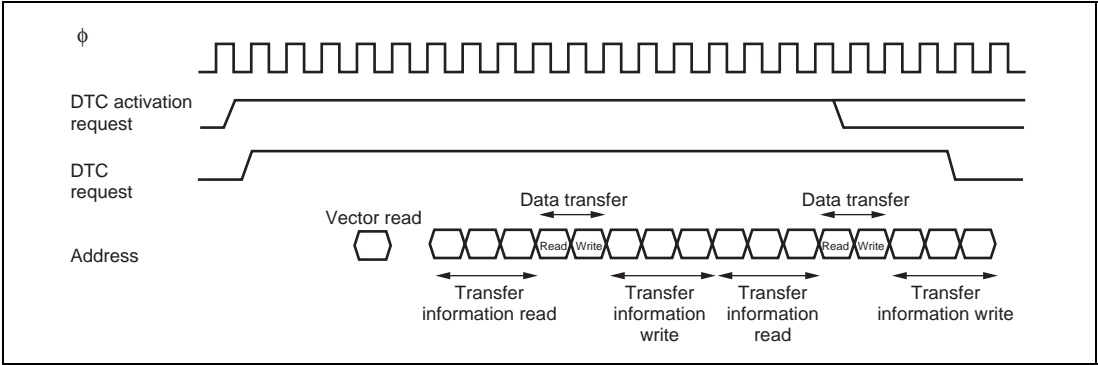 ϕ
DTC activation
request
DTC
request
Data transfer
Data transfer
Vector read
Address
Read
Write
Read
Write
Transfer
information read
Transfer
information
write
Transfer
information
read
Transfer
information write